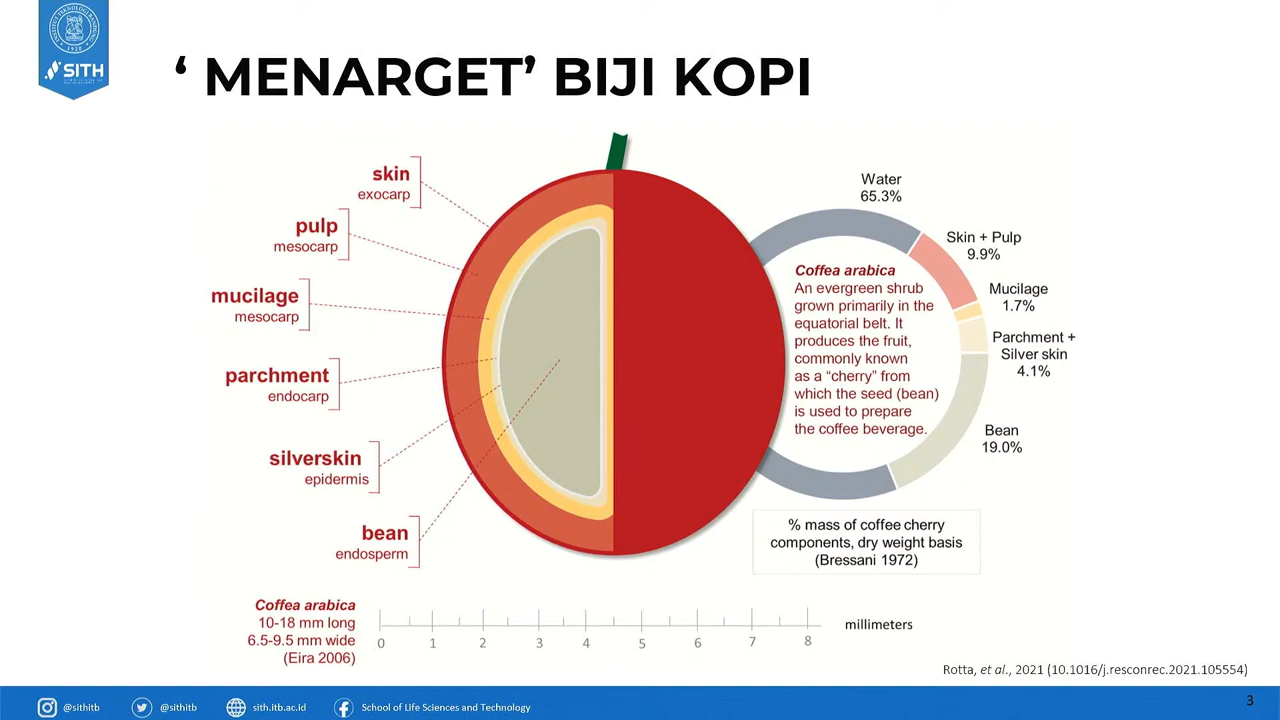 INSTITUT TEKNOLOGI BANDUNG
1920
SITH
‘ MENARGET’ BIJI KOPI
skin
exocarp
pulp
mesocarp
mucilage
mesocarp
parchment
endocarp
silverskin
epidermis
bean
endosperm
Water
65.3%
Skin + Pulp
9.9%
Mucilage
1.7%
Parchment +
Silver skin
4.1%
Bean
19.0%
Coffea arabica
An evergreen shrub
grown primarily in the
equatorial belt. It
produces the fruit,
commonly known
as a “cherry” from
which the seed (bean)
is used to prepare
the coffee beverage.
% mass of coffee cherry
components, dry weight basis
(Bressani 1972)
Coffea arabica
10-18 mm long
6.5-9.5 mm wide
(Eira 2006)
0 1 2 3 4 5 6 7 8
millimeters
Rotta, et al., 2021 (10.1016/j.resconrec.2021.105554)
@sithitb
@sithitb
sith.itb.ac.id
School of Life Sciences and Technology
3